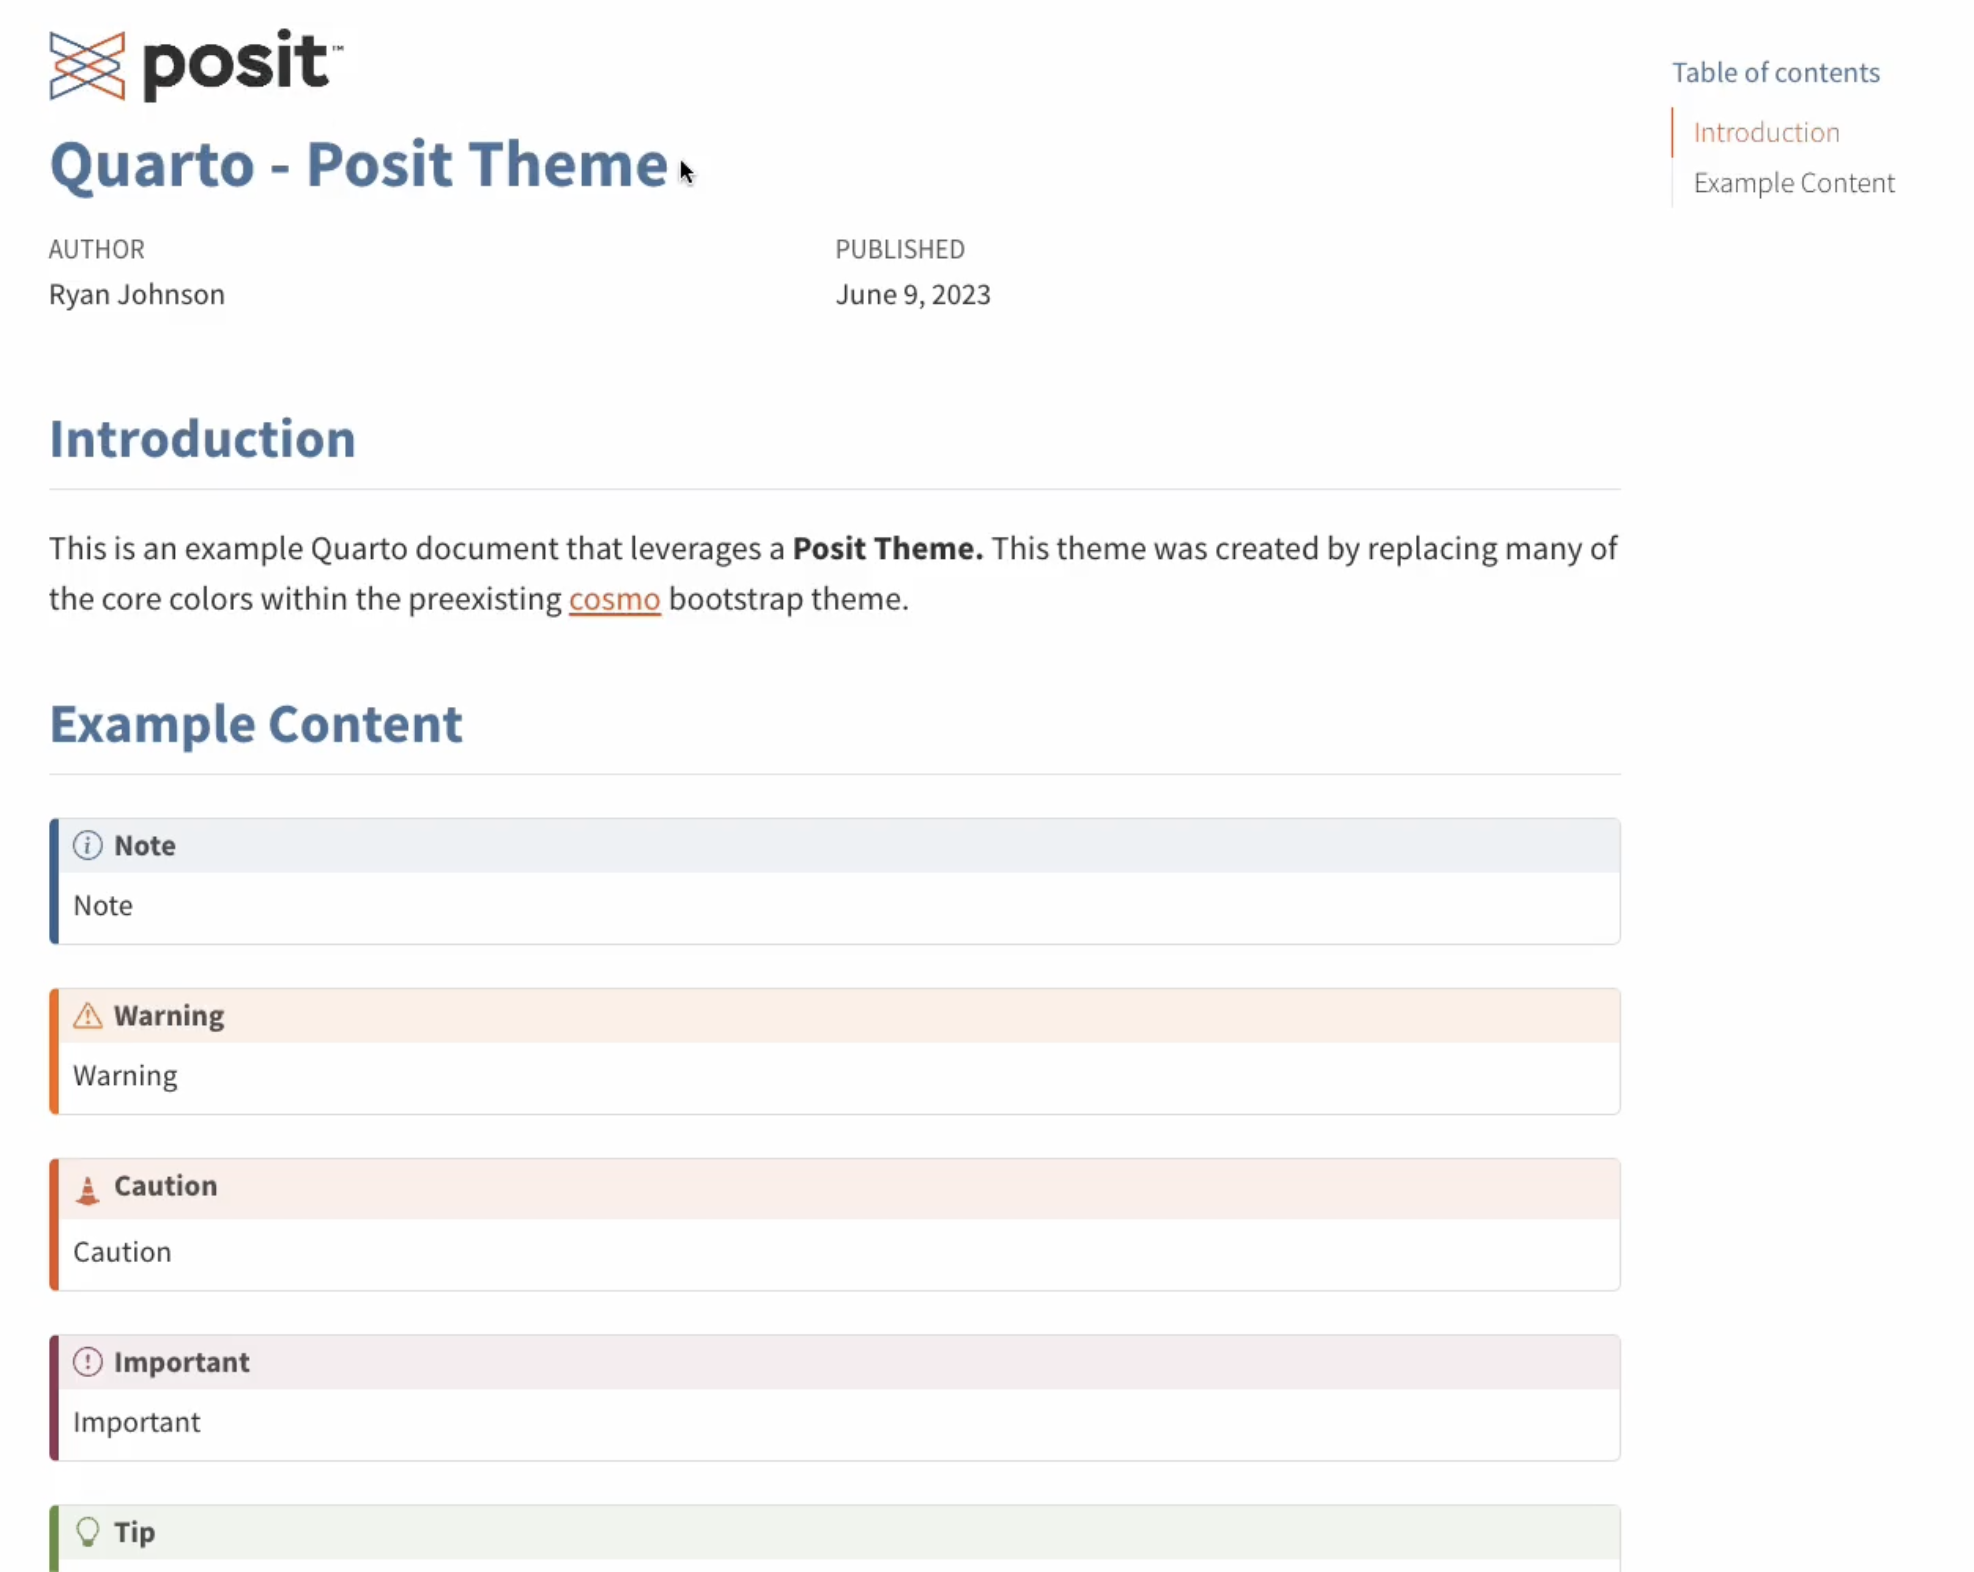 posit™
Quarto - Posit Theme
AUTHOR
Ryan Johnson
PUBLISHED
June 9, 2023
Table of contents
Introduction
Example Content
Introduction
This is an example Quarto document that leverages a Posit Theme. This theme was created by replacing many of
the core colors within the preexisting cosmo bootstrap theme.
Example Content
Note
Note
Warning
Warning
Caution
Caution
Important
Important
Tip